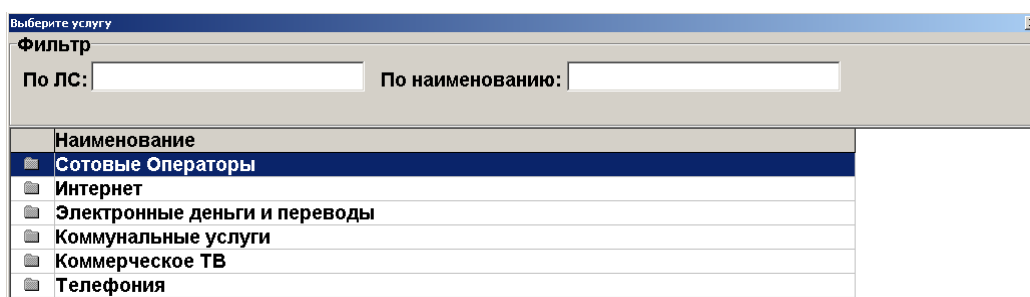 Выберите услугу
Фильтр
По ЛС: По наименованию:
Наименование
Сотовые Операторы
Интернет
Электронные деньги и переводы
Коммунальные услуги
Коммерческое ТВ
Телефония